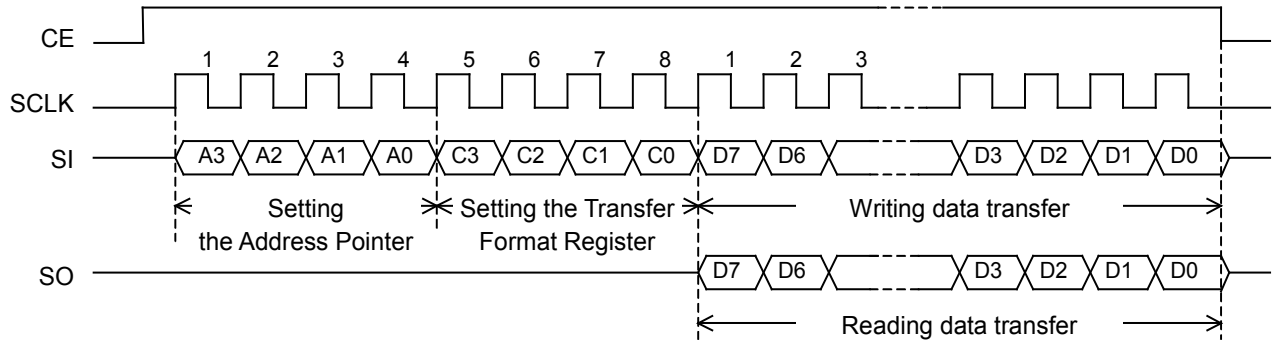 CE
1 2 3 4 5 6 7 8 1 2 3
SCLK
SI A3 A2 A1 A0 C3 C2 C1 C0 D7 D6 D3 D2 D1 D0
Setting Setting the Transfer Writing data transfer
the Address Pointer Format Register
SO D7 D6 D3 D2 D1 D0
Reading data transfer